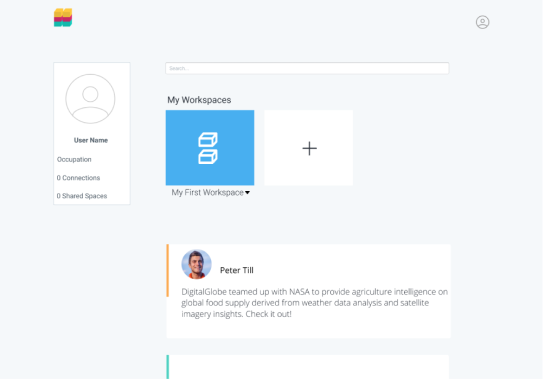 Search...
My Workspaces
User Name
Occupation
0 Connections
0 Shared Spaces
My First Workspace
Peter Till
DigitalGlobe teamed up with NASA to provide agriculture intelligence on
global food supply derived from weather data analysis and satellite
imagery insights. Check it out!